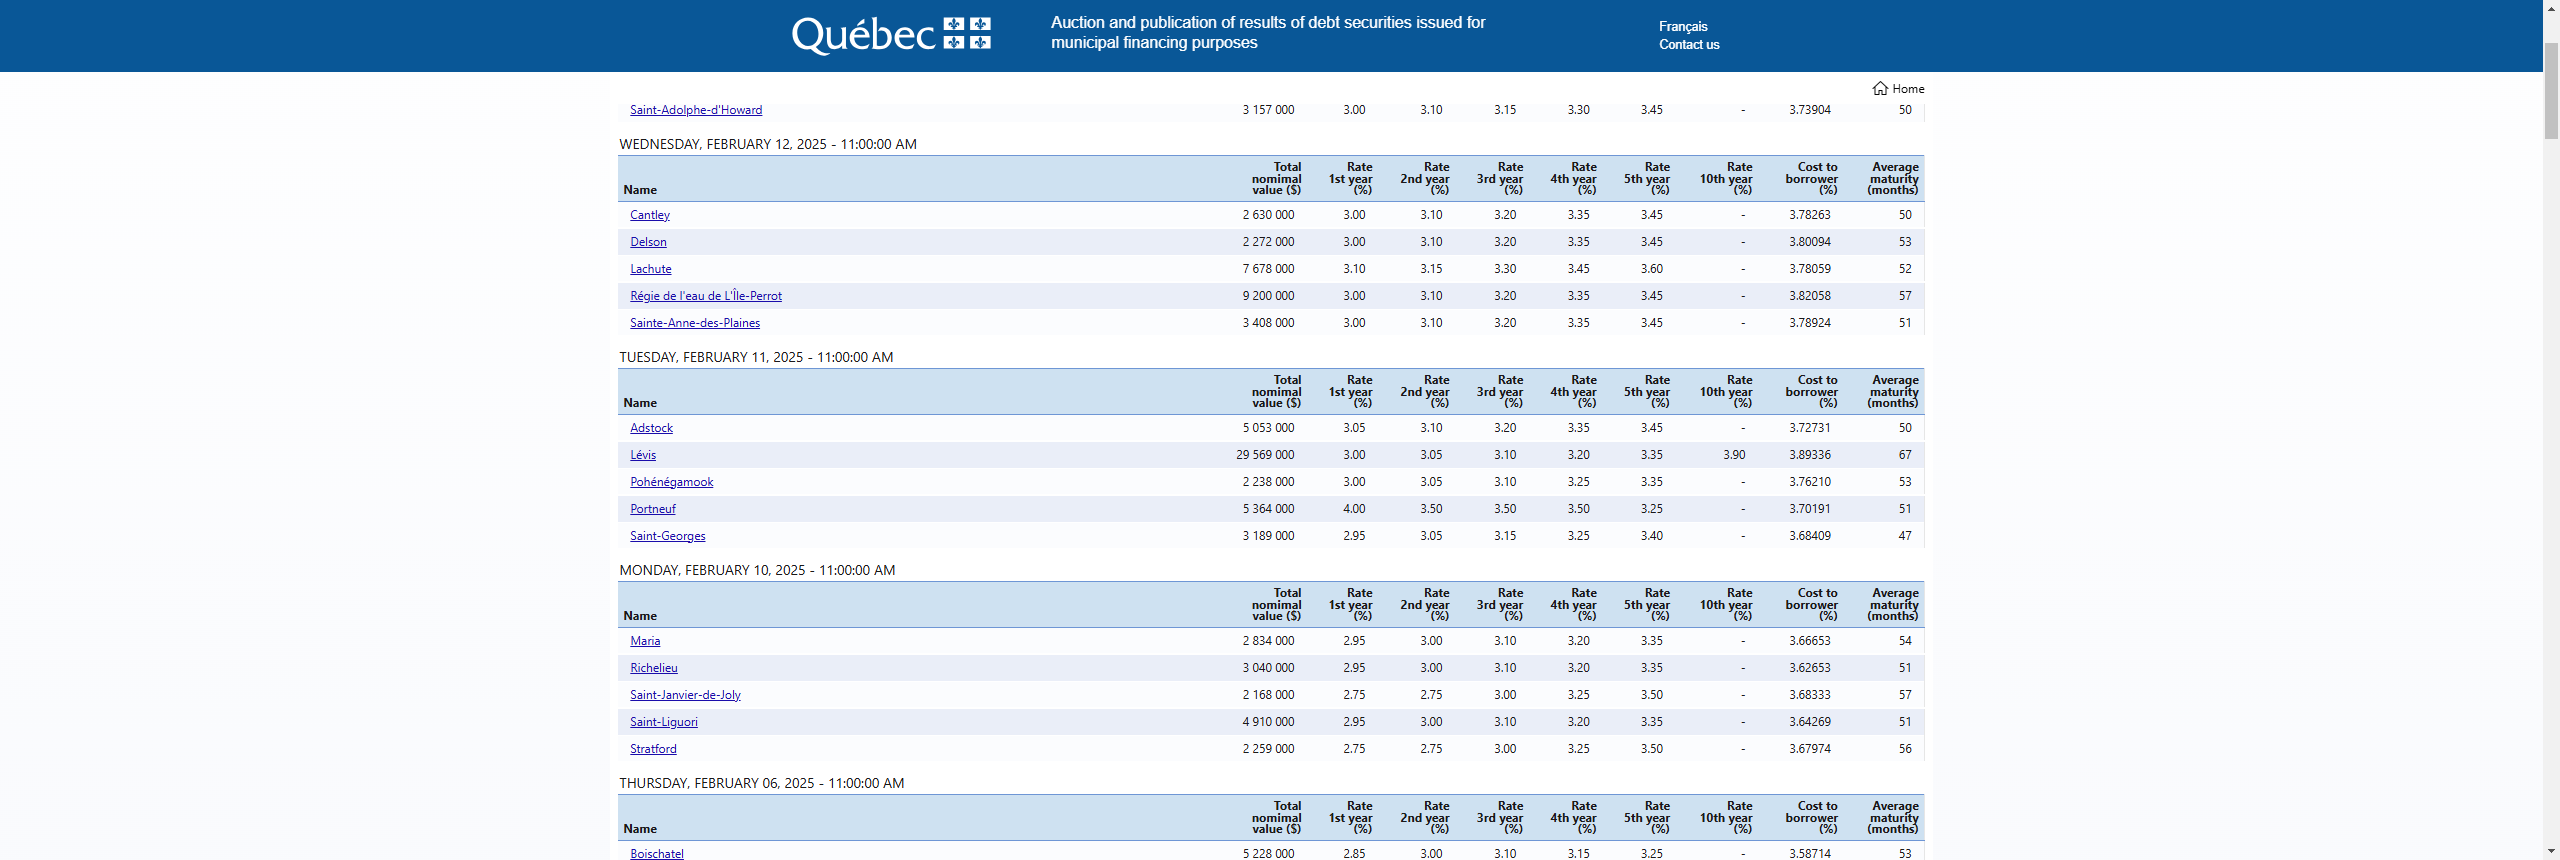 Québec
Auction and publication of results of debt securities issued for
municipal financing purposes
Français
Contact us
Home
Saint-Adolphe-d'Howard 3 157 000 3.00 3.10 3.15 3.30 3.45 - 3.73904 50
WEDNESDAY, FEBRUARY 12, 2025 - 11:00:00 AM
Total Rate Rate Rate Rate Rate Rate Cost to Average
nomimal 1st year 2nd year 3rd year 4th year 5th year 10th year borrower maturity
Name value ($) (%) (%) (%) (%) (%) (%) (%) (months)
Cantley 2 630 000 3.00 3.10 3.20 3.35 3.45 - 3.78263 50
Delson 2 272 000 3.00 3.10 3.20 3.35 3.45 - 3.80094 53
Lachute 7 678 000 3.10 3.15 3.30 3.45 3.60 - 3.78059 52
Régie de l'eau de L'Île-Perrot 9 200 000 3.00 3.10 3.20 3.35 3.45 - 3.82058 57
Sainte-Anne-des-Plaines 3 408 000 3.00 3.10 3.20 3.35 3.45 - 3.78924 51
TUESDAY, FEBRUARY 11, 2025 - 11:00:00 AM
Total Rate Rate Rate Rate Rate Rate Cost to Average
nomimal 1st year 2nd year 3rd year 4th year 5th year 10th year borrower maturity
Name value ($) (%) (%) (%) (%) (%) (%) (%) (months)
Adstock 5 053 000 3.05 3.10 3.20 3.35 3.45 - 3.72731 50
Lévis 29 569 000 3.00 3.05 3.10 3.20 3.35 3.90 3.89336 67
Pohénégamook 2 238 000 3.00 3.05 3.10 3.25 3.35 - 3.76210 53
Portneuf 5 364 000 4.00 3.50 3.50 3.50 3.25 - 3.70191 51
Saint-Georges 3 189 000 2.95 3.05 3.15 3.25 3.40 - 3.68409 47
MONDAY, FEBRUARY 10, 2025 - 11:00:00 AM
Total Rate Rate Rate Rate Rate Rate Cost to Average
nomimal 1st year 2nd year 3rd year 4th year 5th year 10th year borrower maturity
Name value ($) (%) (%) (%) (%) (%) (%) (%) (months)
Maria 2 834 000 2.95 3.00 3.10 3.20 3.35 - 3.66653 54
Richelieu 3 040 000 2.95 3.00 3.10 3.20 3.35 - 3.62653 51
Saint-Janvier-de-Joly 2 168 000 2.75 2.75 3.00 3.25 3.50 - 3.68333 57
Saint-Liguori 4 910 000 2.95 3.00 3.10 3.20 3.35 - 3.64269 51
Stratford 2 259 000 2.75 2.75 3.00 3.25 3.50 - 3.67974 56
THURSDAY, FEBRUARY 06, 2025 - 11:00:00 AM
Total Rate Rate Rate Rate Rate Rate Cost to Average
nomimal 1st year 2nd year 3rd year 4th year 5th year 10th year borrower maturity
Name value ($) (%) (%) (%) (%) (%) (%) (%) (months)
Boischatel 5 228 000 2.85 3.00 3.10 3.15 3.25 - 3.58714 53